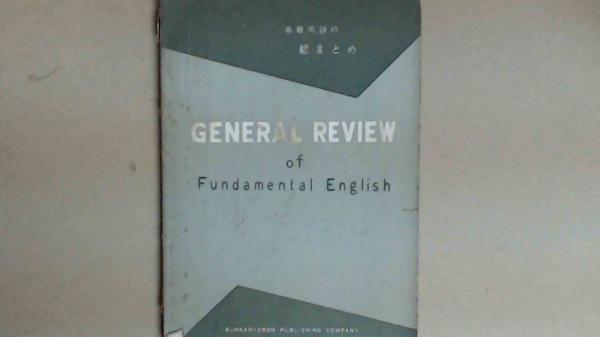 基礎英語の
総まとめ
GENERAL REVIEW
of
Fundamental English
BUNKAHYORON PUBLISHING COMPANY